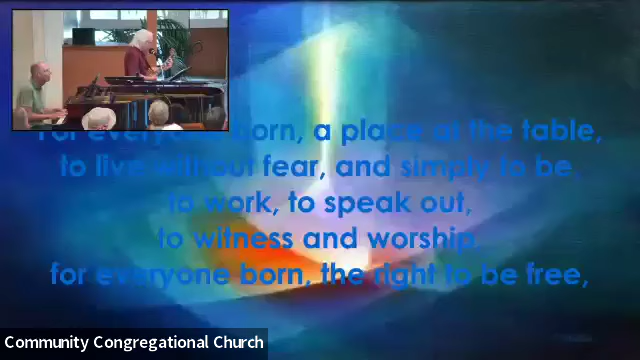 For everyone born, a place at the table,
to live without fear, and simply to be,
to work, to speak out,
to witness and worship,
for everyone born, the right to be free,
Community Congregational Church